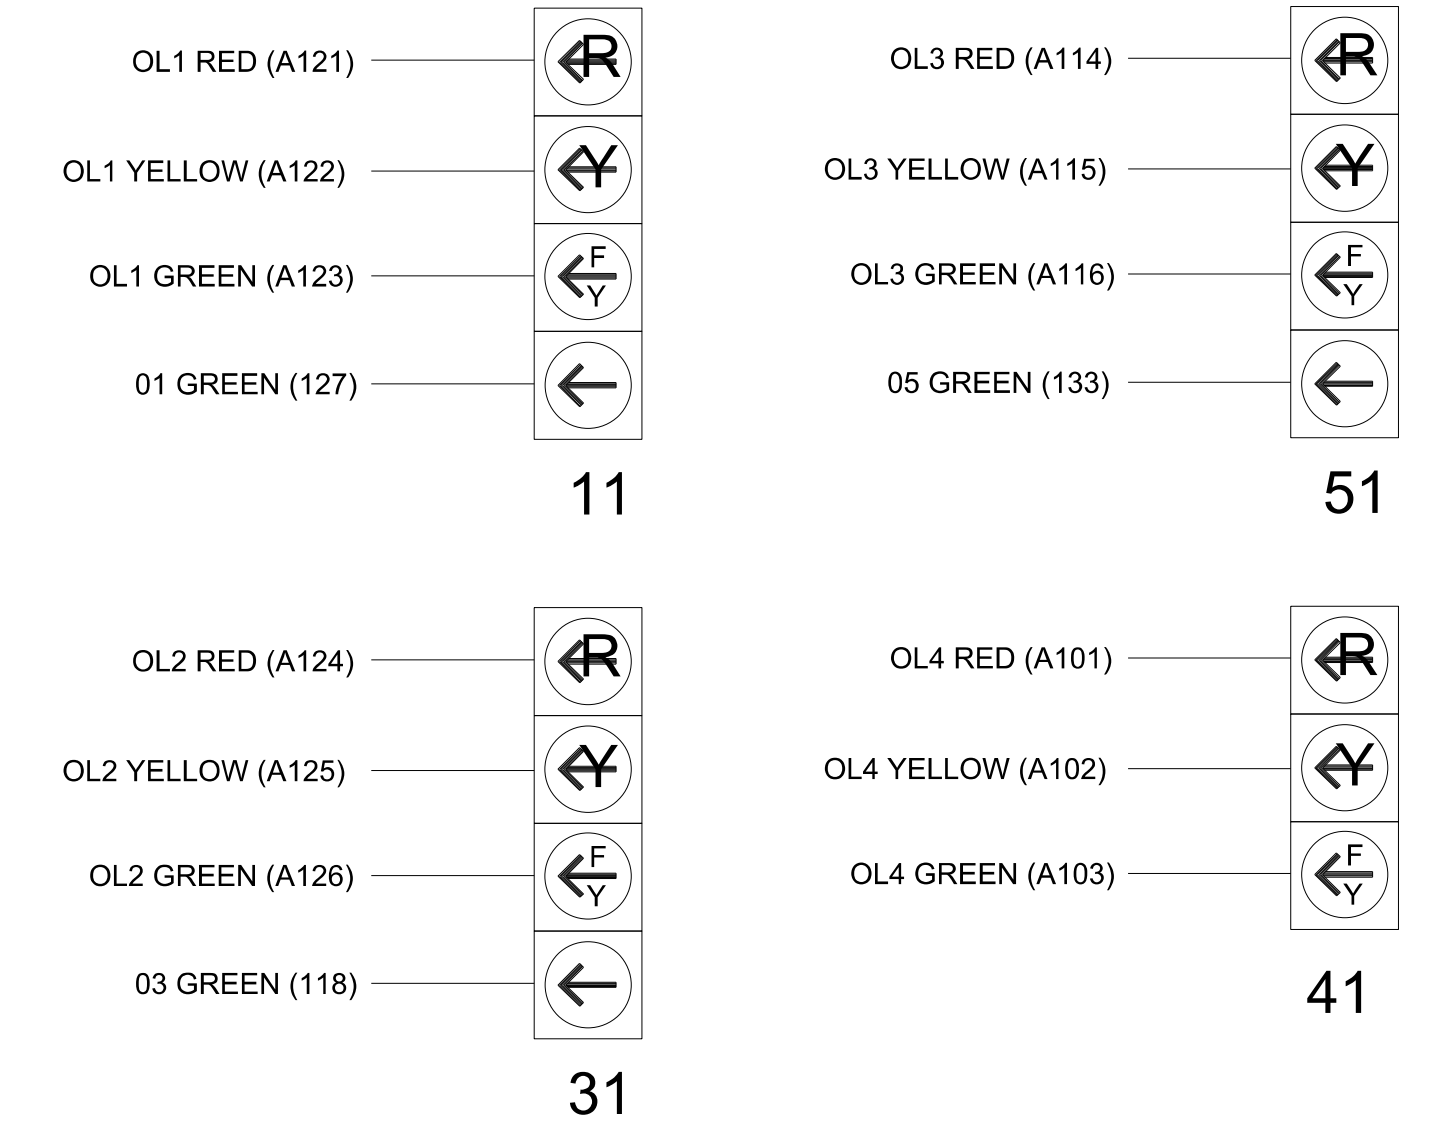 OL1 RED (A121)
R
OL1 YELLOW (A122)
Y
OL1 GREEN (A123)
F
Y
01 GREEN (127)
11
OL3 RED (A114)
R
OL3 YELLOW (A115)
Y
OL3 GREEN (A116)
F
Y
05 GREEN (133)
51
OL2 RED (A124)
R
OL2 YELLOW (A125)
Y
OL2 GREEN (A126)
F
Y
03 GREEN (118)
31
OL4 RED (A101)
R
OL4 YELLOW (A102)
Y
OL4 GREEN (A103)
F
Y
41